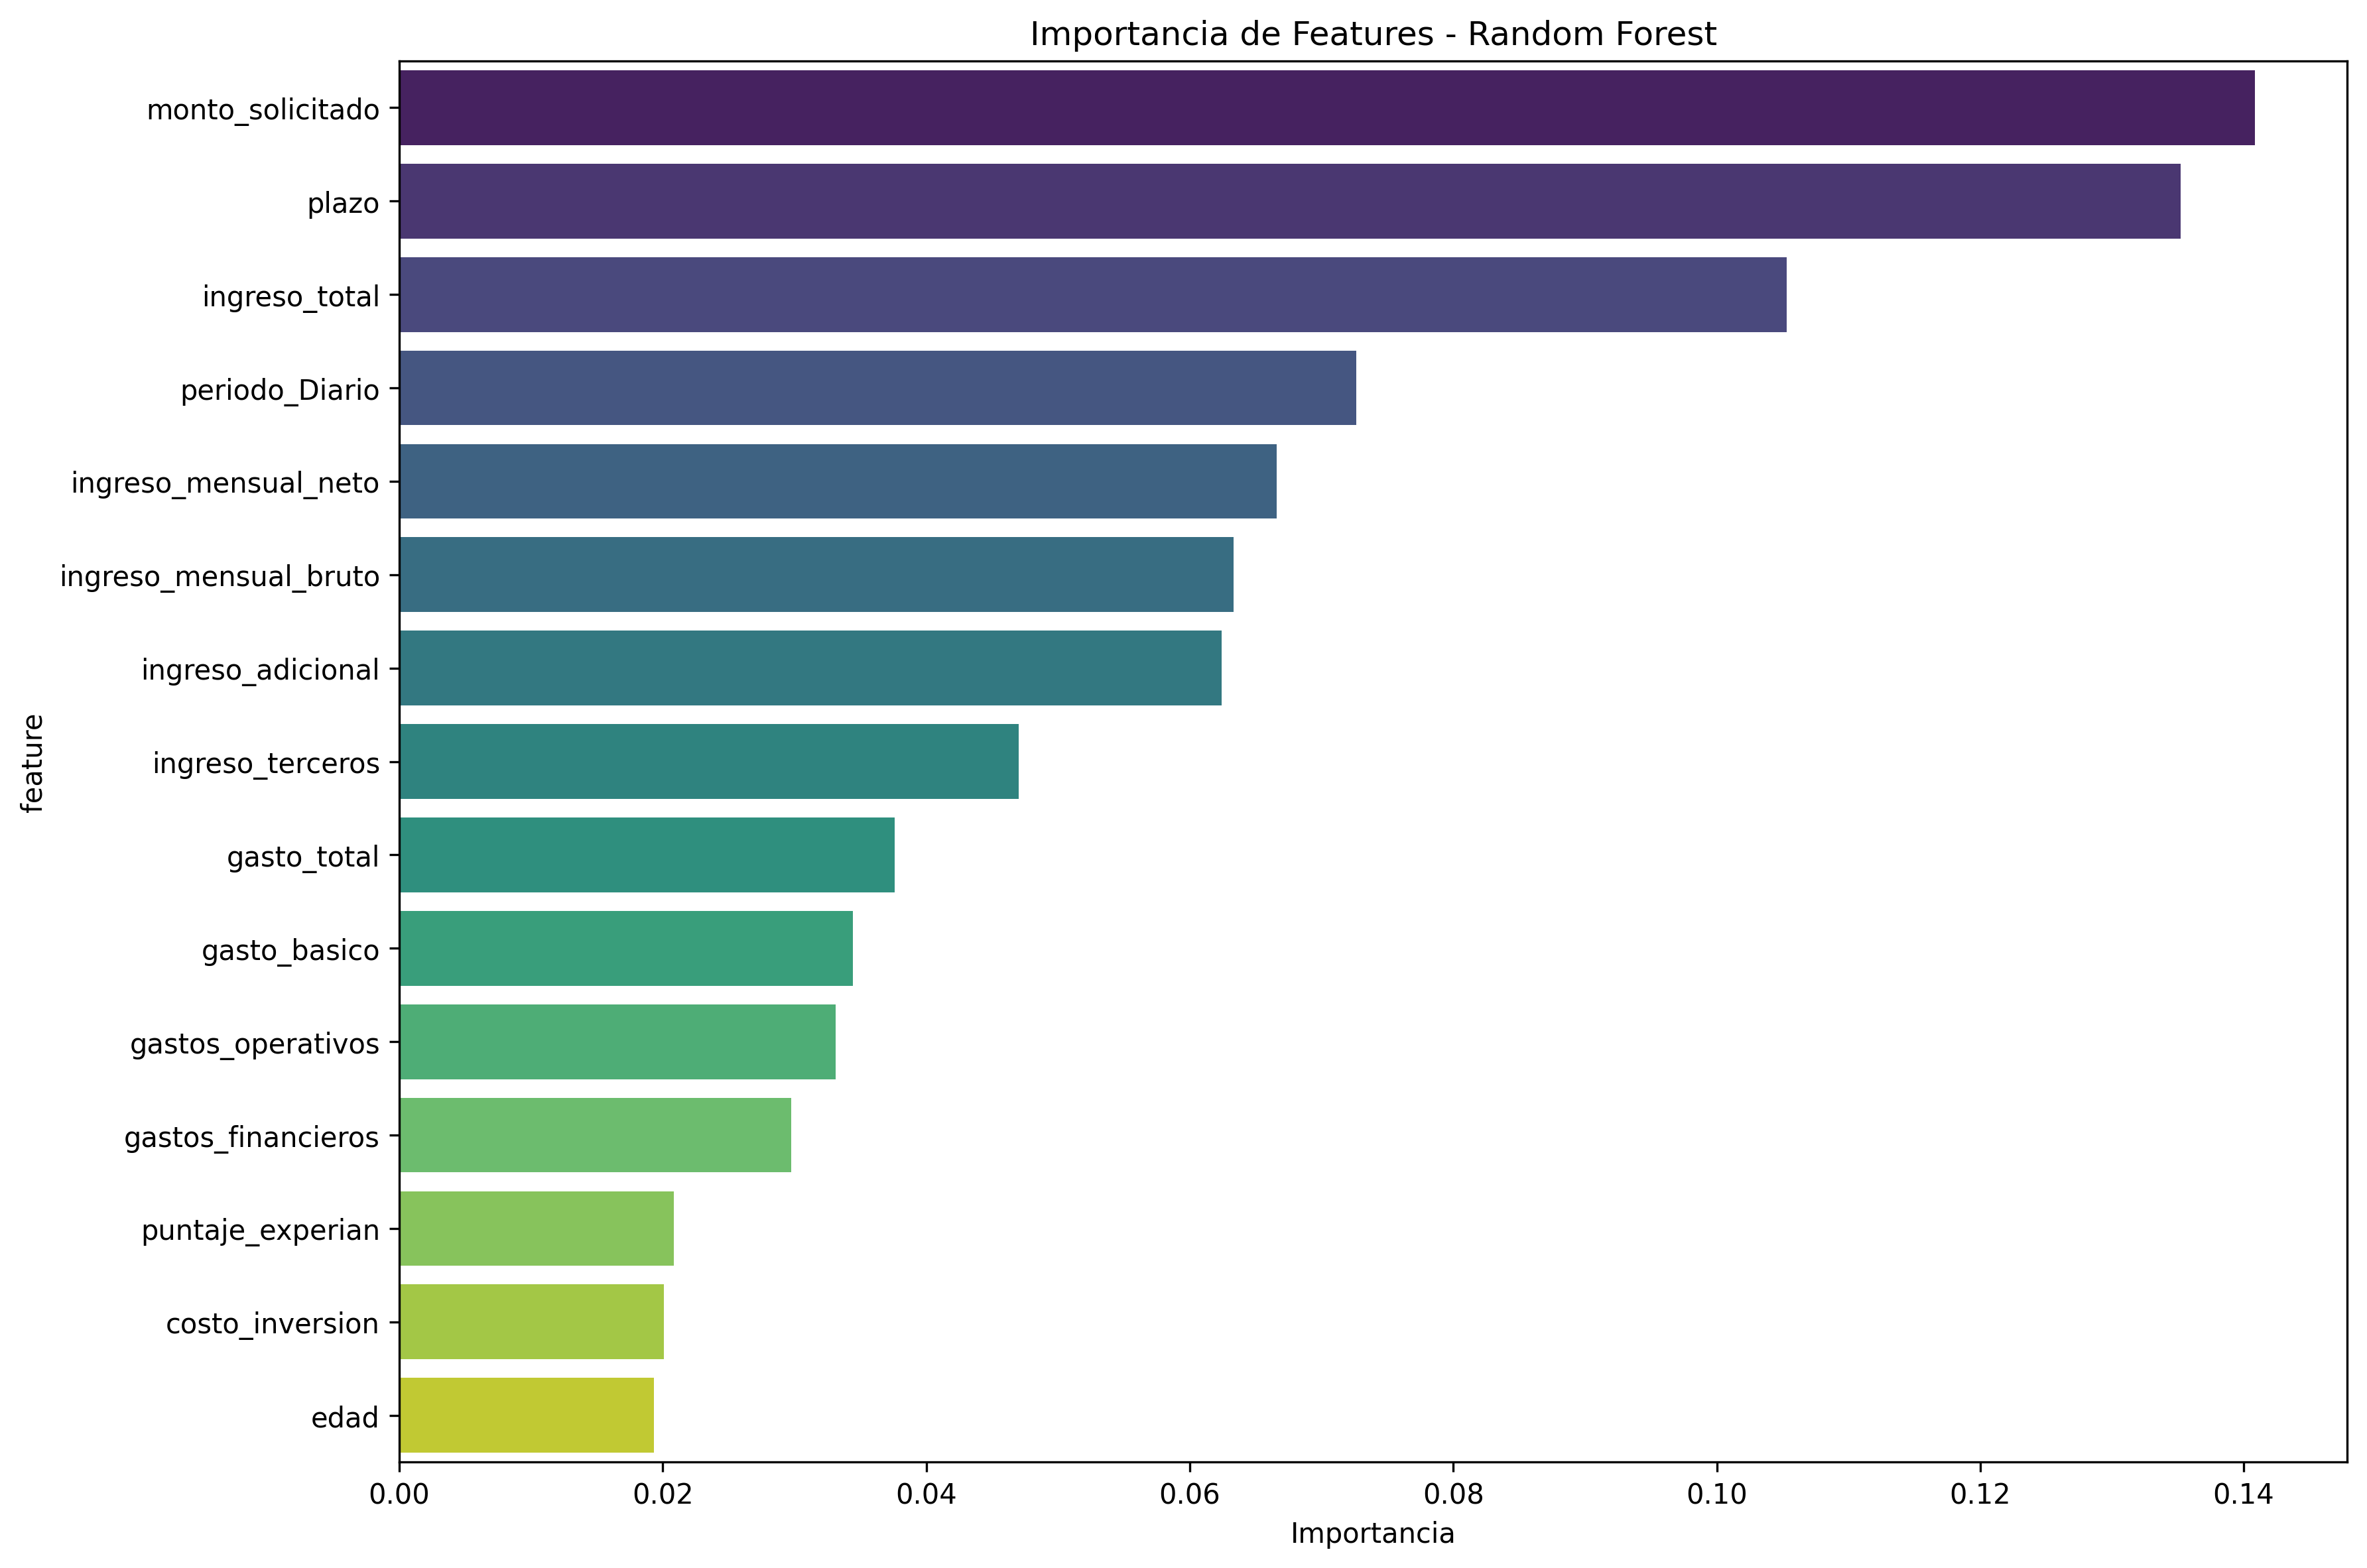 Importancia de Features - Random Forest
monto_solicitado
plazo
ingreso_total
periodo_Diario
ingreso_mensual_neto
ingreso_mensual_bruto
ingreso_adicional
ingreso_terceros
gasto_total
gasto_basico
gastos_operativos
gastos_financieros
puntaje_experian
costo_inversion
edad
feature
0.00 0.02 0.04 0.06 0.08 0.10 0.12 0.14
Importancia